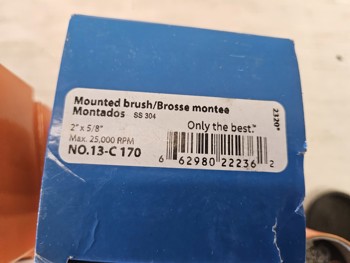 Mounted brush/Brosse montee
Montados SS 304
Only the best.™
2" x 5/8"
Max. 25,000 RPM
NO.13-C 170
6 62980 22236 2
2120"